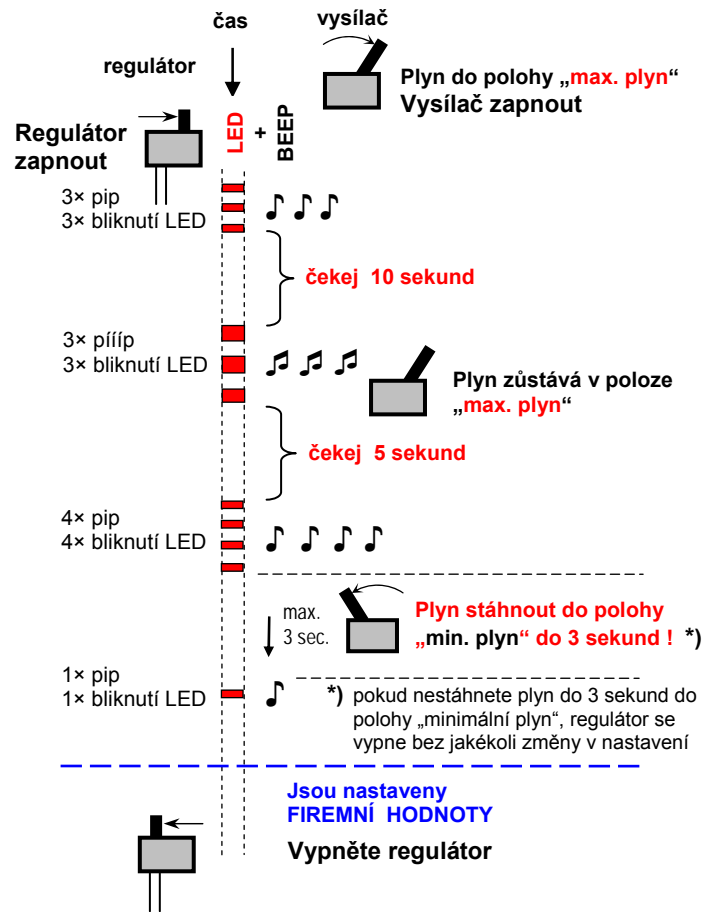 čas
vysílač
regulátor
Plyn do polohy „max. plyn“
Vysílač zapnout
Regulátor
zapnout
LED
+
BEEP
3× pip
3× bliknutí LED
čekej 10 sekund
3× píííp
3× bliknutí LED
Plyn zůstává v poloze
„max. plyn“
čekej 5 sekund
4× pip
4× bliknutí LED
max.
3 sec.
Plyn stáhnout do polohy
„min. plyn“ do 3 sekund ! *)
1× pip
1× bliknutí LED
*) pokud nestáhnete plyn do 3 sekund do
polohy „minimální plyn“, regulátor se
vypne bez jakékoli změny v nastavení
Jsou nastaveny
FIREMNÍ HODNOTY
Vypněte regulátor